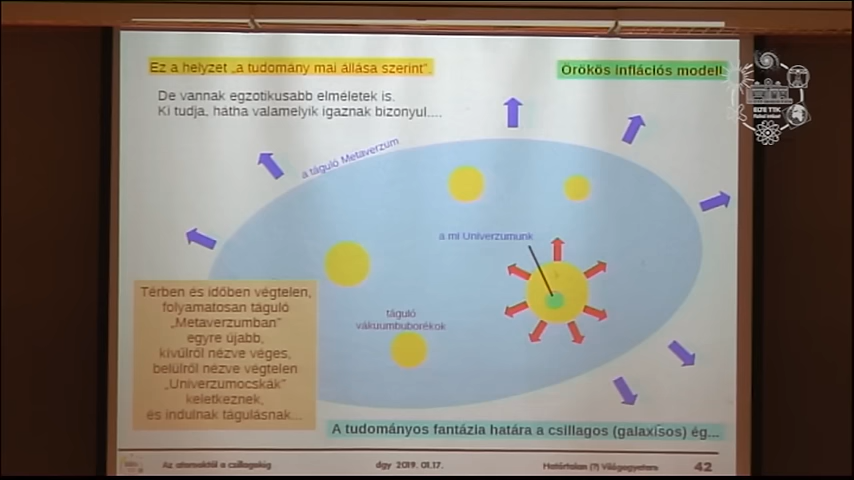 Ez a helyzet „a tudomány mai állása szerint”.
Örökös inflációs modell
De vannak egzotikusabb elméletek is.
Ki tudja, hátha valamelyik igaznak bizonyul....
ELTE TTK
a táguló Metaverzum
a mi Univerzumunk
táguló
vákuumbuborékok
Térben és időben végtelen,
folyamatosan táguló
„Metaverzumban”
egyre újabb,
kívülről nézve véges,
belülről nézve végtelen
„Univerzumocskák”
keletkeznek,
és indulnak tágulásnak...
A tudományos fantázia határa a csillagos (galaxisos) ég...
Az atomoktól a csillagokig
dgy 2019. 01.17.
Határtalan (?) Világegyetem
42